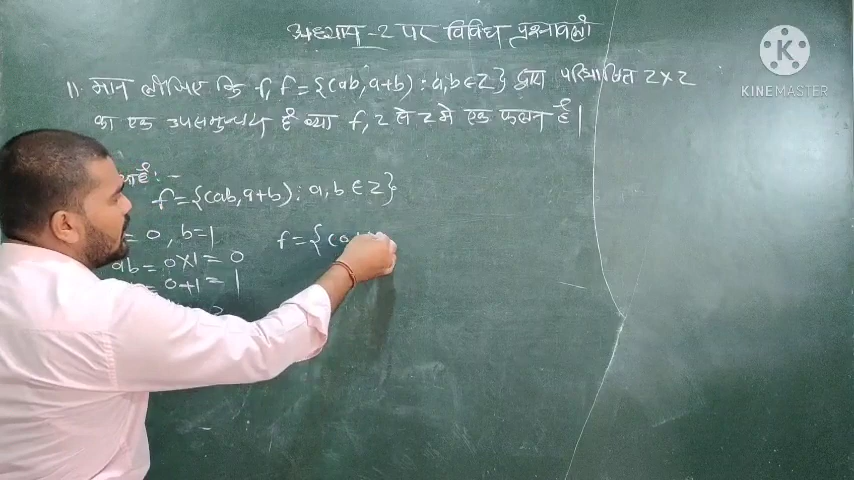 अध्याय-2 पर विविध प्रश्नावली
11. मान लीजिए कि f, f = {(ab, a+b) : a,b ∈ Z} द्वारा परिभाषित Z×Z
का एक उपसमुच्चय है क्या f, Z से Z में एक फलन है|
KINEMASTER
है :-
f = {(ab, a+b) : a,b ∈ Z}
= 0, b=1
f = {(0
ab = 0×1 = 0
= 0+1 = 1